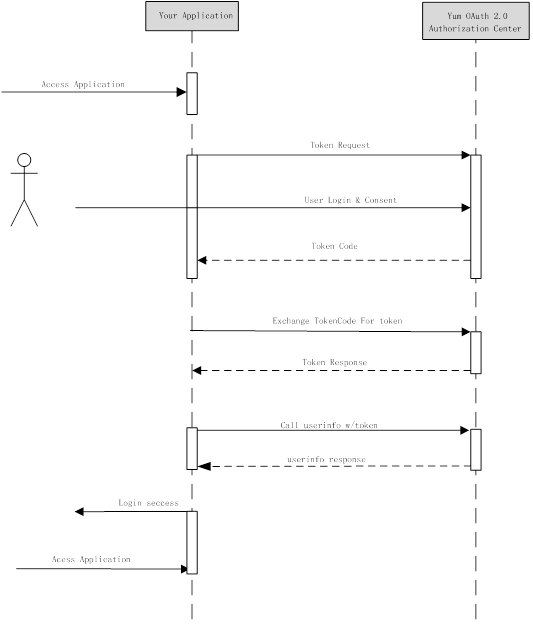 Your Application
Yum OAuth 2.0
Authorization Center
Access Application
Token Request
User Login & Consent
Token Code
Exchange TokenCode For token
Token Response
Call userinfo w/token
userinfo response
Login seccess
Acess Application